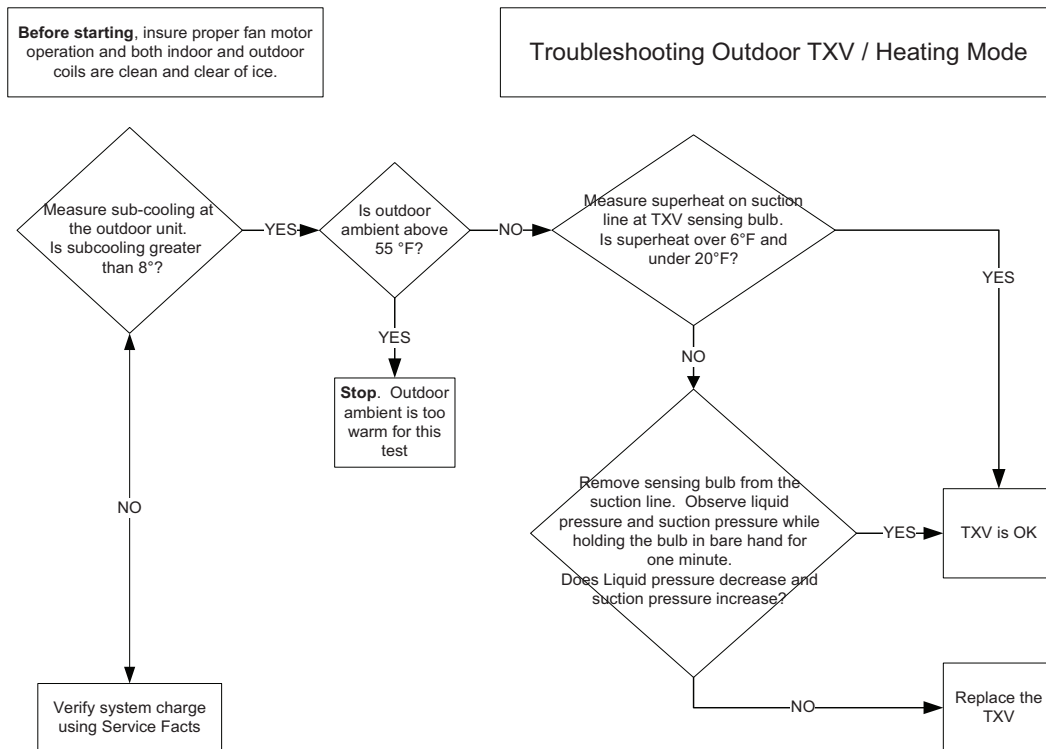 Before starting, insure proper fan motor
operation and both indoor and outdoor
coils are clean and clear of ice.
Troubleshooting Outdoor TXV / Heating Mode
Measure sub-cooling at
the outdoor unit.
Is subcooling greater
than 8°?
YES
Is outdoor
ambient above
55 °F?
NO
Measure superheat on suction
line at TXV sensing bulb.
Is superheat over 6°F and
under 20°F?
YES
YES
NO
Stop. Outdoor
ambient is too
warm for this
test
NO
Remove sensing bulb from the
suction line. Observe liquid
pressure and suction pressure while
holding the bulb in bare hand for
one minute.
Does Liquid pressure decrease and
suction pressure increase?
YES
TXV is OK
Verify system charge
using Service Facts
NO
Replace the
TXV